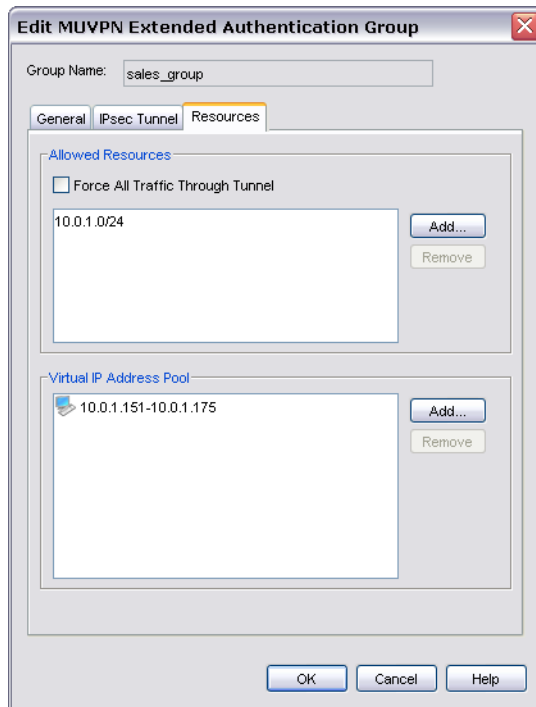 Edit MUVPN Extended Authentication Group
Group Name: sales_group
General IPsec Tunnel Resources
Allowed Resources
Force All Traffic Through Tunnel
10.0.1.0/24
Add...
Remove
Virtual IP Address Pool
10.0.1.151-10.0.1.175
Add...
Remove
OK Cancel Help